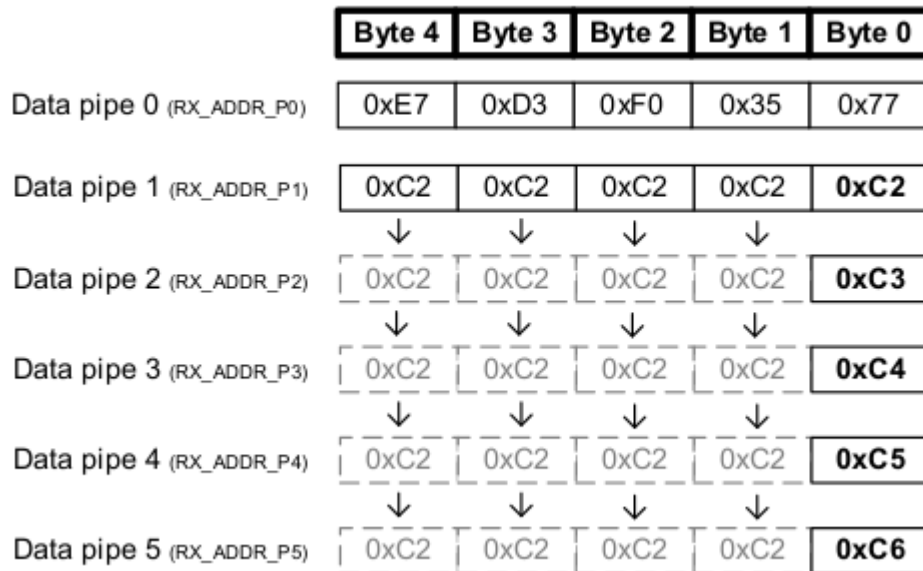 Byte 4 Byte 3 Byte 2 Byte 1 Byte 0
Data pipe 0 (RX_ADDR_P0) 0xE7 0xD3 0xF0 0x35 0x77
Data pipe 1 (RX_ADDR_P1) 0xC2 0xC2 0xC2 0xC2 0xC2
Data pipe 2 (RX_ADDR_P2) 0xC2 0xC2 0xC2 0xC2 0xC3
Data pipe 3 (RX_ADDR_P3) 0xC2 0xC2 0xC2 0xC2 0xC4
Data pipe 4 (RX_ADDR_P4) 0xC2 0xC2 0xC2 0xC2 0xC5
Data pipe 5 (RX_ADDR_P5) 0xC2 0xC2 0xC2 0xC2 0xC6